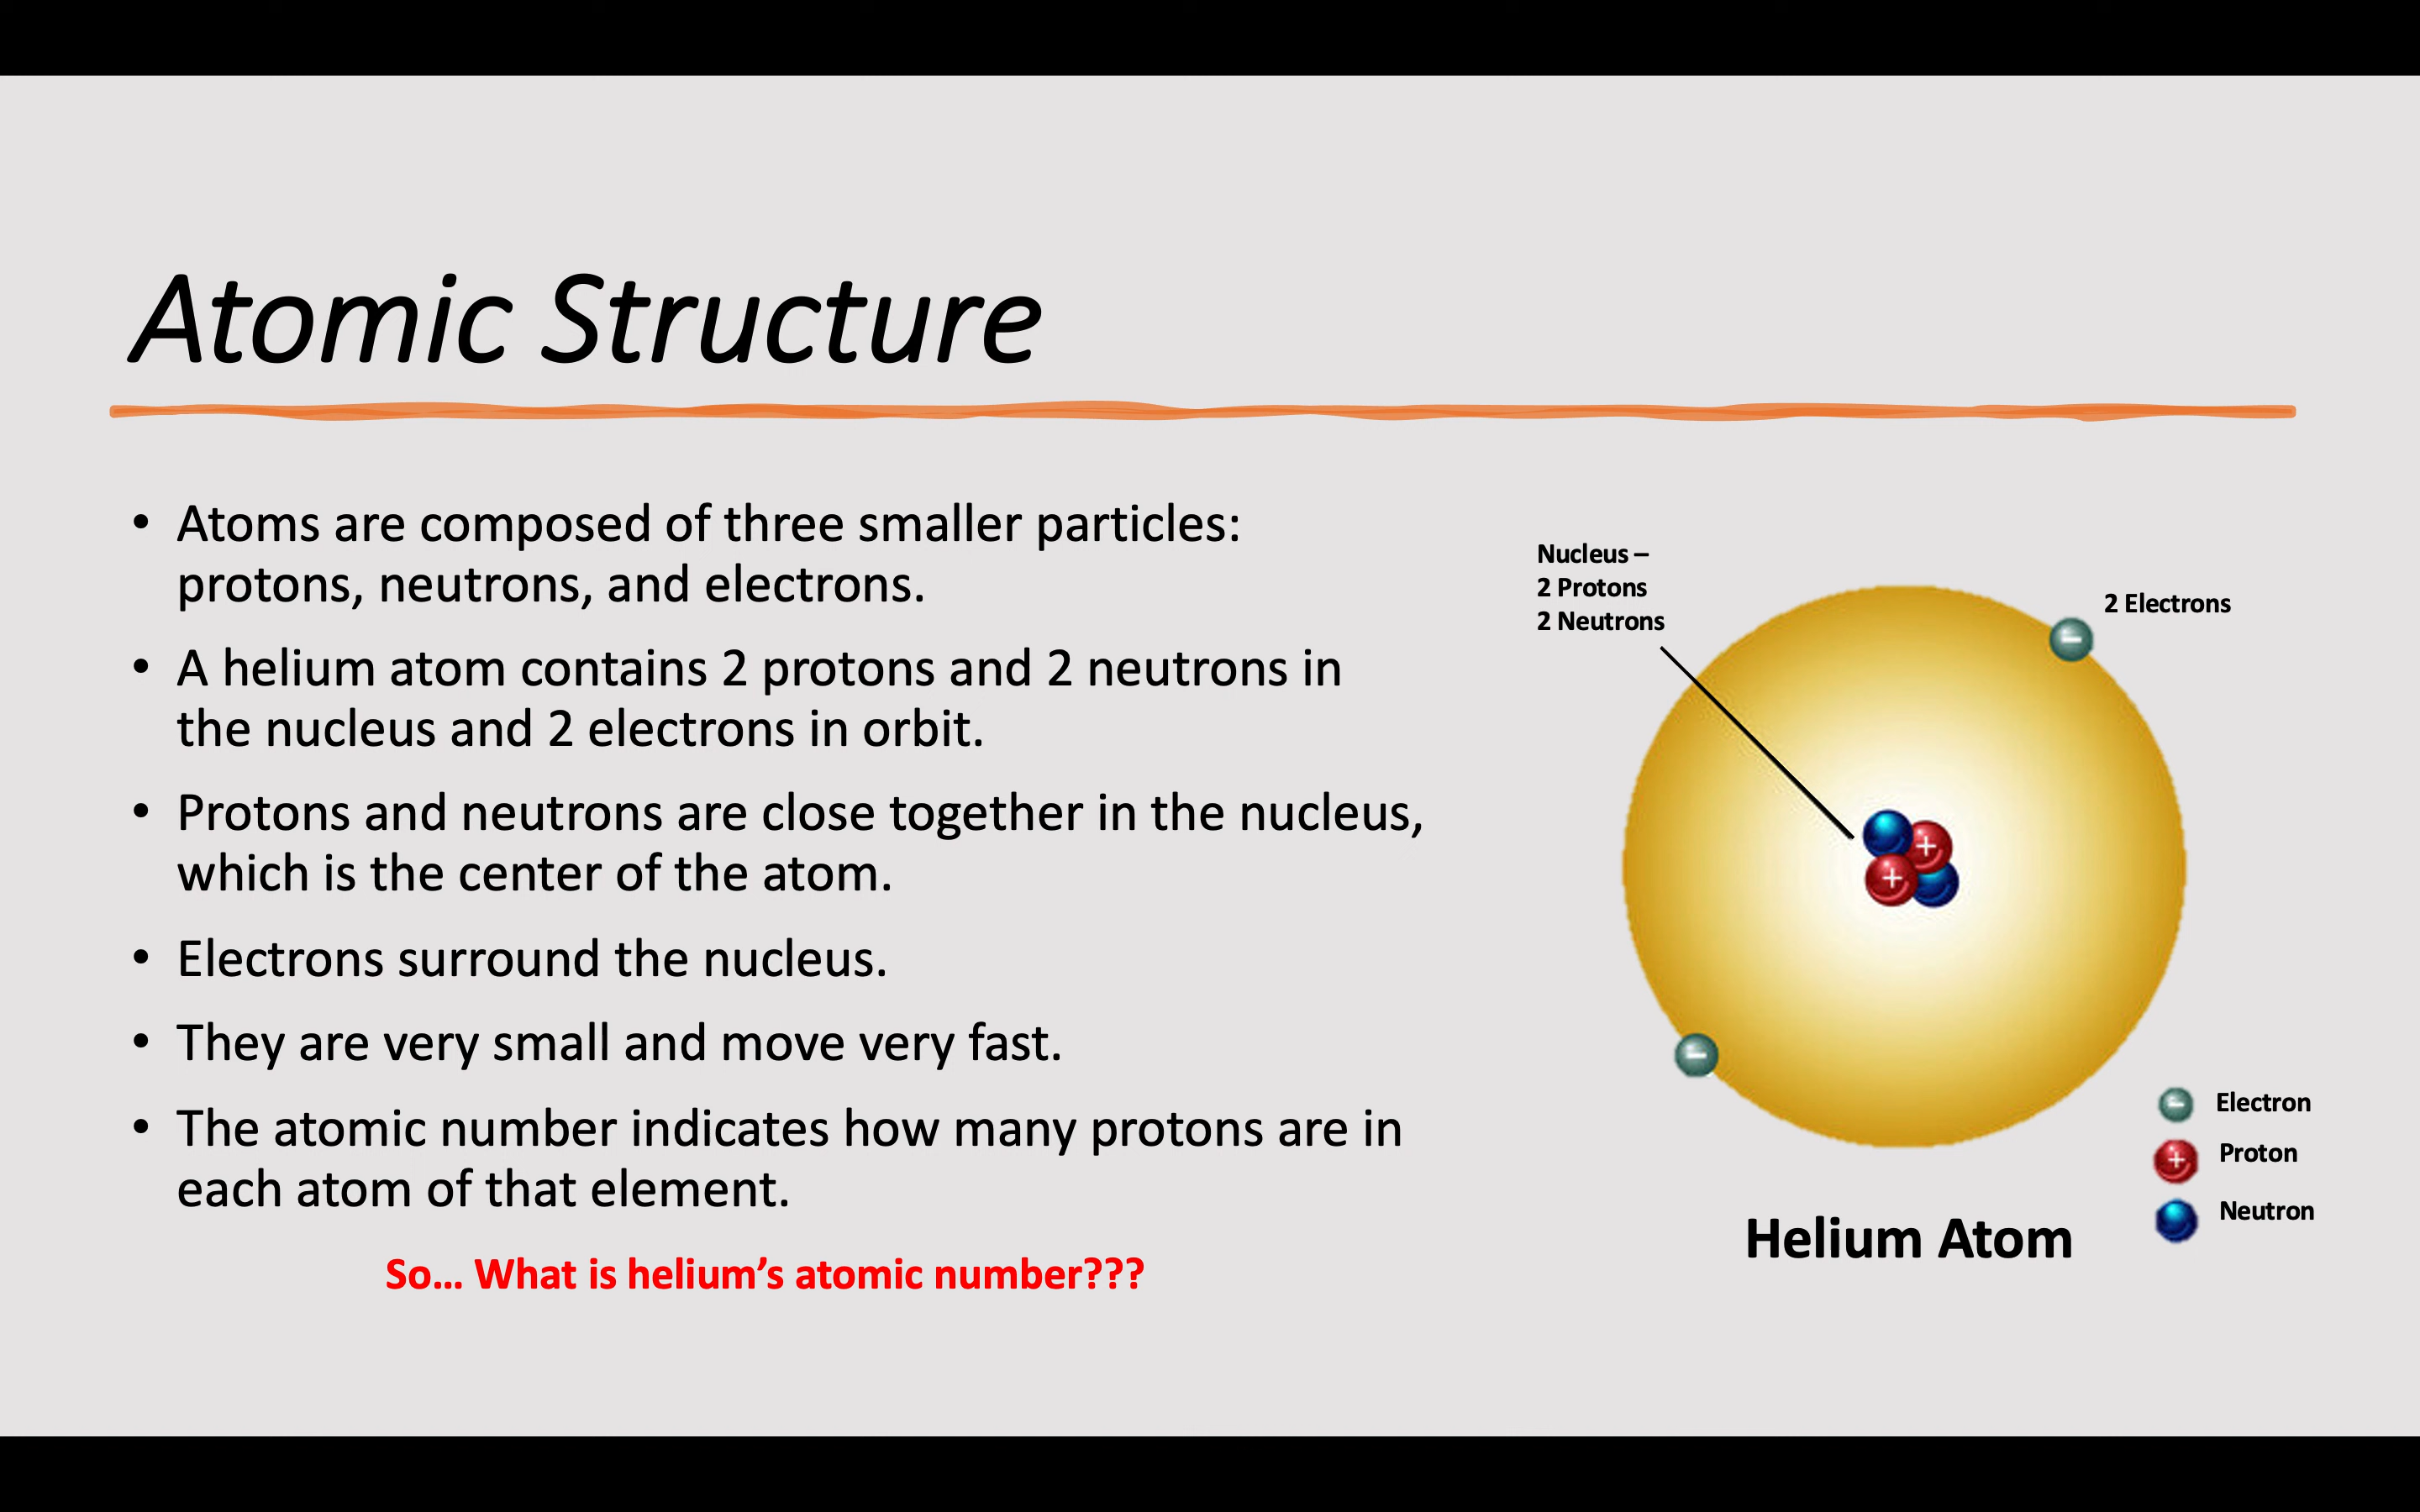 Atomic Structure
• Atoms are composed of three smaller particles:
protons, neutrons, and electrons.
• A helium atom contains 2 protons and 2 neutrons in
the nucleus and 2 electrons in orbit.
• Protons and neutrons are close together in the nucleus,
which is the center of the atom.
• Electrons surround the nucleus.
• They are very small and move very fast.
• The atomic number indicates how many protons are in
each atom of that element.
So... What is helium’s atomic number???
Nucleus –
2 Protons
2 Neutrons
2 Electrons
−
+
+
−
− Electron
+ Proton
Neutron
Helium Atom